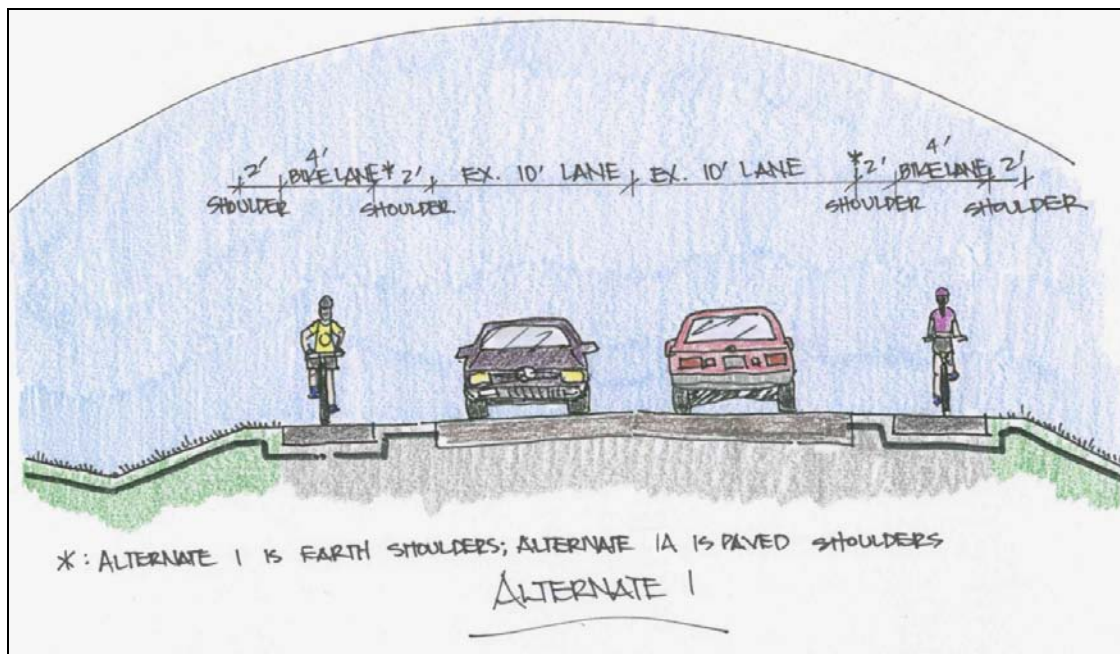 2' 4' BIKE LANE * 2' EX. 10' LANE EX. 10' LANE * 2' 4' BIKE LANE 2'
SHOULDER SHOULDER SHOULDER SHOULDER
* : ALTERNATE 1 IS EARTH SHOULDERS; ALTERNATE 1A IS PAVED SHOULDERS
ALTERNATE 1